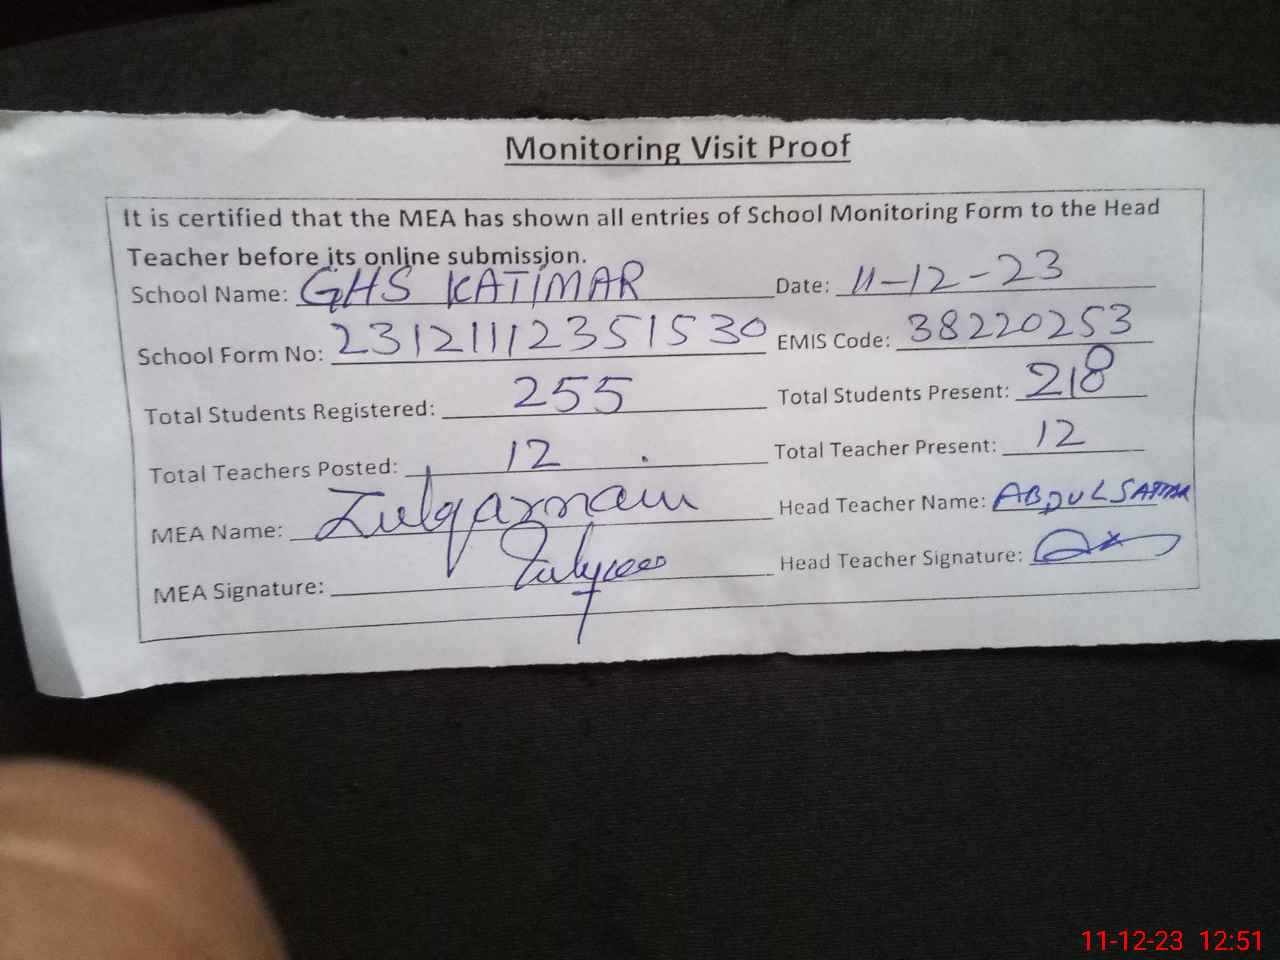 Monitoring Visit Proof
It is certified that the MEA has shown all entries of School Monitoring Form to the Head
Teacher before its online submission.
School Name: GHS KATIMAR Date: 11-12-23
School Form No: 231211112351530 EMIS Code: 38220253
Total Students Registered: 255 Total Students Present: 218
Total Teachers Posted: 12 Total Teacher Present: 12
MEA Name: Zulqarnain Head Teacher Name: ABDUL SATTAR
MEA Signature: Head Teacher Signature:
11-12-23 12:51